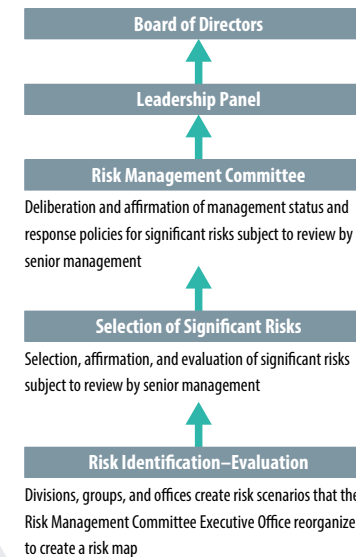 Board of Directors
Leadership Panel
Risk Management Committee
Deliberation and affirmation of management status and
response policies for significant risks subject to review by
senior management
Selection of Significant Risks
Selection, affirmation, and evaluation of significant risks
subject to review by senior management
Risk Identification–Evaluation
Divisions, groups, and offices create risk scenarios that the
Risk Management Committee Executive Office reorganize
to create a risk map